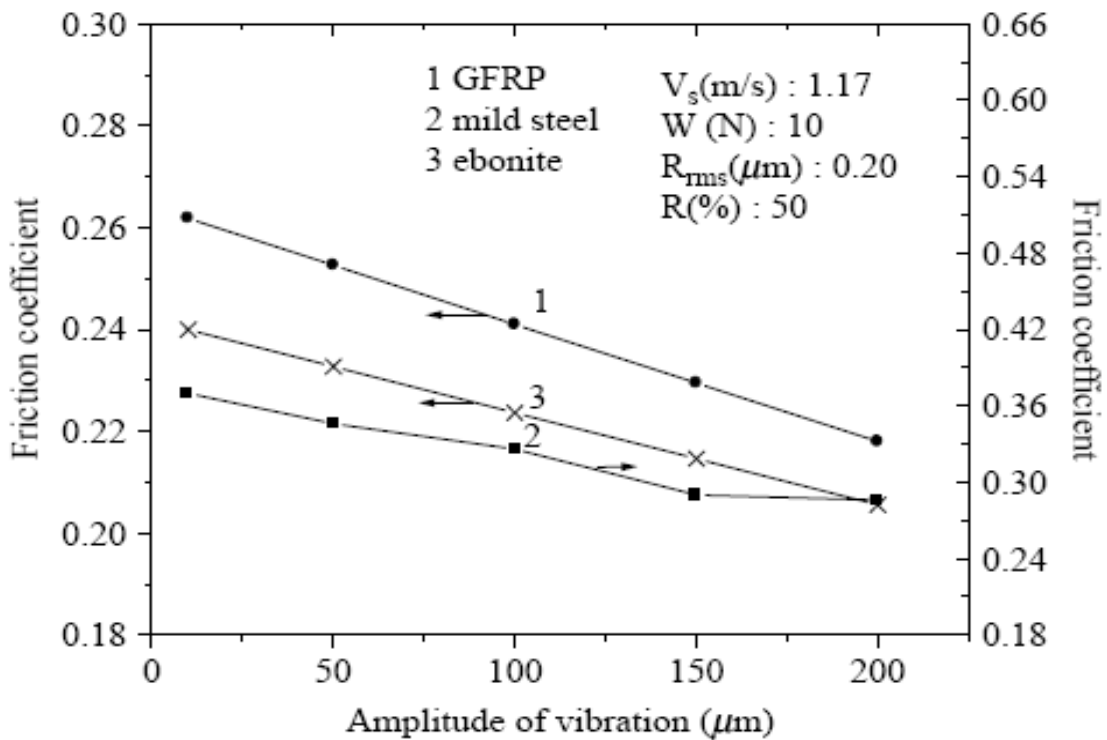 0.30
0.28
0.26
0.24
0.22
0.20
0.18
Friction coefficient
1 GFRP
2 mild steel
3 ebonite
V_s(m/s) : 1.17
W (N) : 10
R_rms(μm) : 0.20
R(%) : 50
1
3
2
0.66
0.60
0.54
0.48
0.42
0.36
0.30
0.24
0.18
Friction coefficient
0 50 100 150 200
Amplitude of vibration (μm)